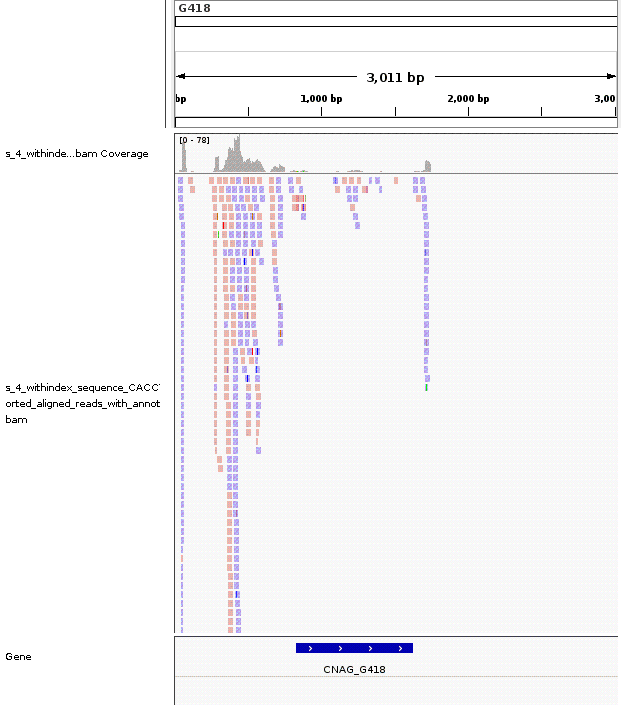 G418
3,011 bp
bp
1,000 bp
2,000 bp
3,00
[0 - 78]
s_4_withinde...bam Coverage
s_4_withindex_sequence_CACC
orted_aligned_reads_with_annot
bam
Gene
CNAG_G418